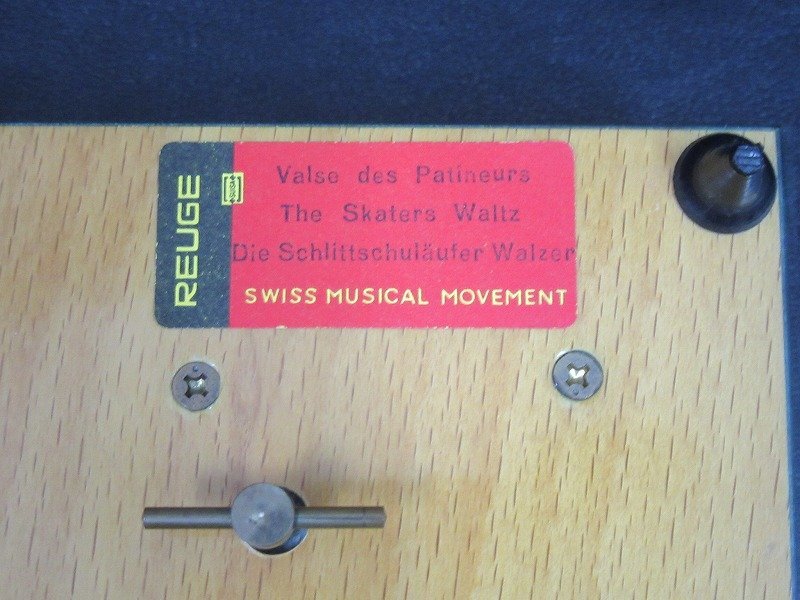 REUGE
Valse des Patineurs
The Skaters Waltz
Die Schlittschuläufer Walzer
SWISS MUSICAL MOVEMENT